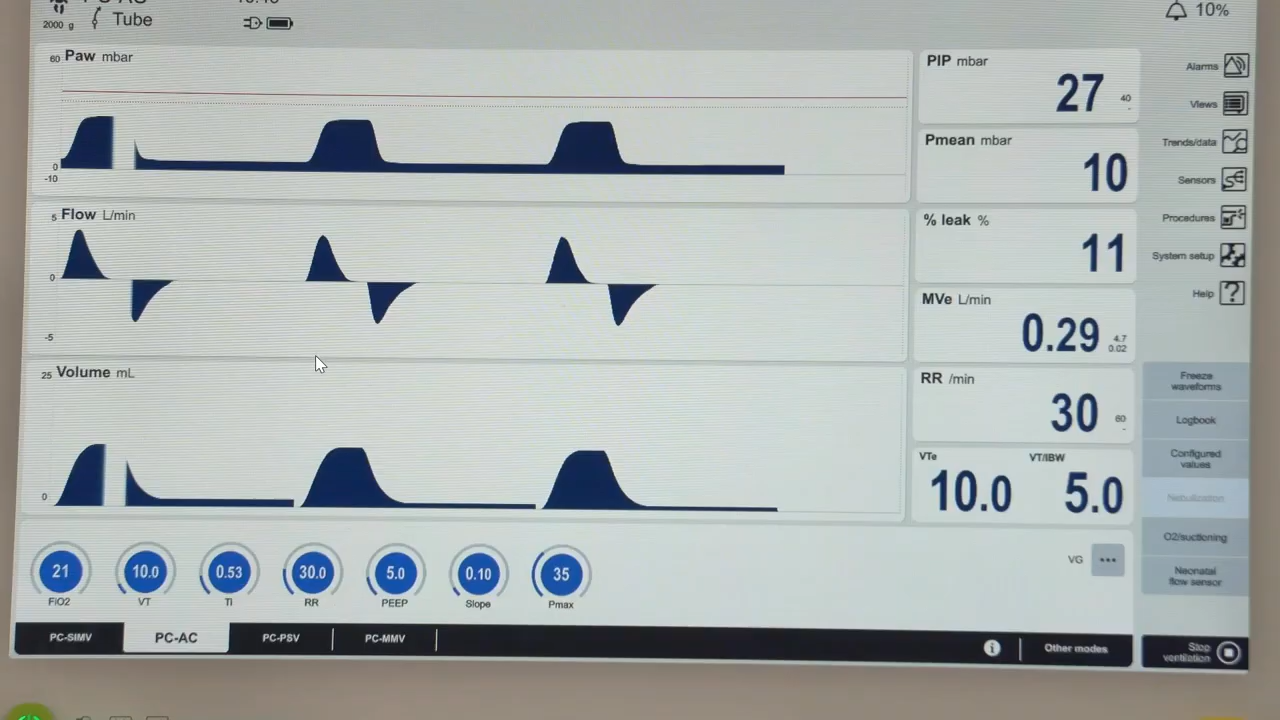 2000 g Tube
10%
60 Paw mbar
0
-10
5 Flow L/min
0
-5
25 Volume mL
0
PIP mbar
27 40
-
Pmean mbar
10
% leak %
11
MVe L/min
0.29 4.7
0.02
RR /min
30 60
-
VTe VT/IBW
10.0 5.0
Alarms
Views
Trends/data
Sensors
Procedures
System setup
Help ?
Freeze
waveforms
Logbook
Configured
values
Nebulization
O2/suctioning
Neonatal
flow sensor
21 10.0 0.53 30.0 5.0 0.10 35
FiO2 VT TI RR PEEP Slope Pmax
VG ...
PC-SIMV PC-AC PC-PSV PC-MMV i Other modes
Stop
ventilation